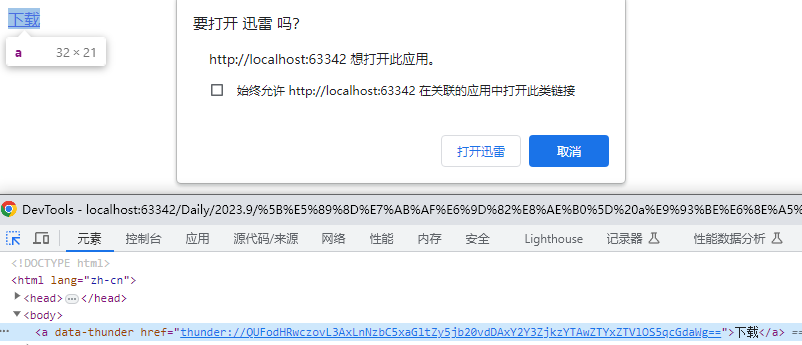 下载
要打开 迅雷 吗?
http://localhost:63342 想打开此应用。
始终允许 http://localhost:63342 在关联的应用中打开此类链接
打开迅雷 取消
a 32 × 21
DevTools - localhost:63342/Daily/2023.9/%5B%E5%89%8D%E7%AB%AF%E6%9D%82%E8%AE%B0%5D%20a%E9%93%BE%E6%8E%A5%
元素 控制台 应用 源代码/来源 网络 性能 内存 安全 Lighthouse 记录器 性能数据分析
<!DOCTYPE html>
<html lang="zh-cn">
<head>…</head>
<body>
… <a data-thunder href="thunder://QUFodHRwczovL3AxLnNzbC5xaGltZy5jb20vdDAxY2Y3ZjkzYTAwZTYxZTVlOS5qcGdaWg==">下载</a> ==